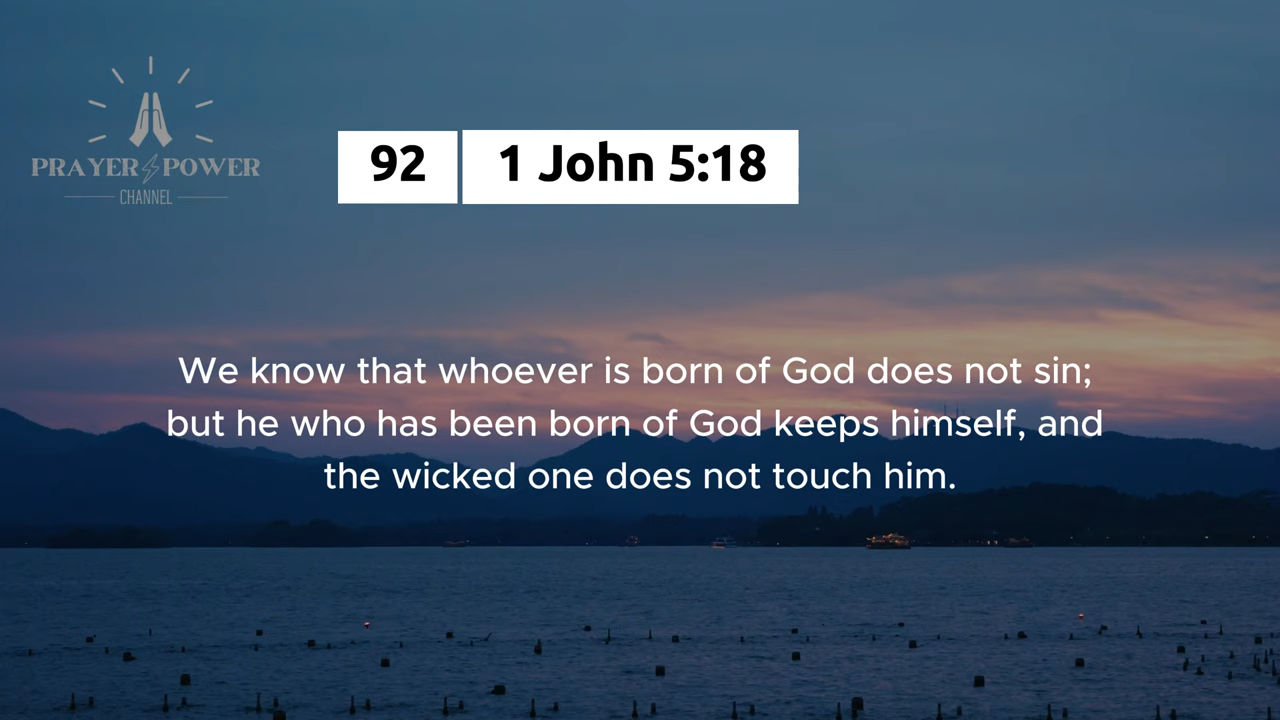 PRAYER POWER
CHANNEL
92 1 John 5:18
We know that whoever is born of God does not sin;
but he who has been born of God keeps himself, and
the wicked one does not touch him.